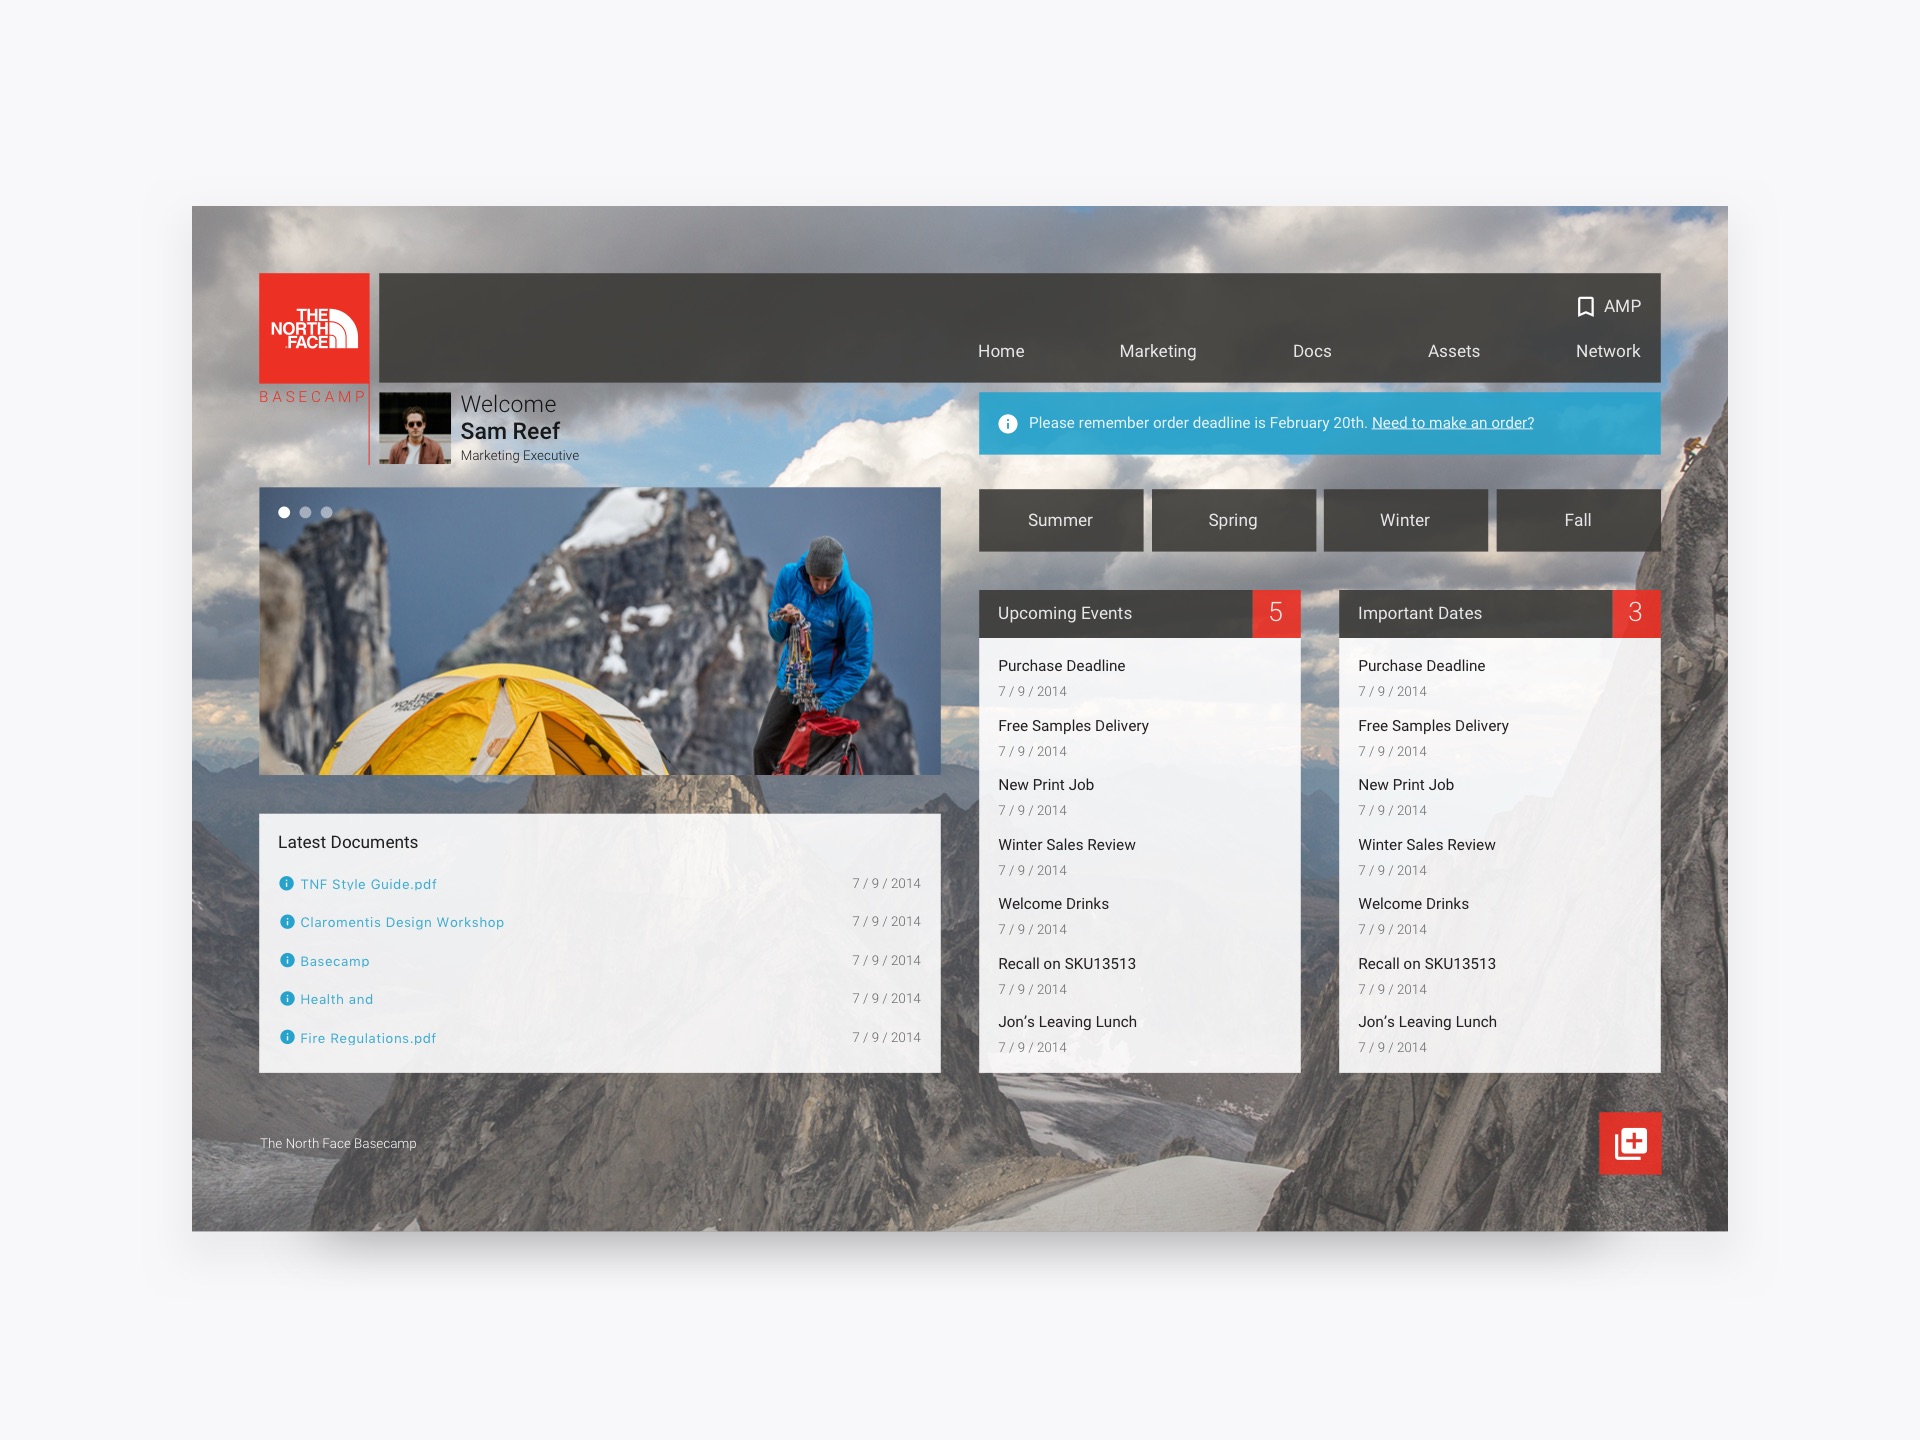 THE
NORTH
FACE
BASECAMP
AMP
Home Marketing Docs Assets Network
Welcome
Sam Reef
Marketing Executive
Please remember order deadline is February 20th. Need to make an order?
Summer Spring Winter Fall
Latest Documents
TNF Style Guide.pdf 7 / 9 / 2014
Claromentis Design Workshop 7 / 9 / 2014
Basecamp 7 / 9 / 2014
Health and 7 / 9 / 2014
Fire Regulations.pdf 7 / 9 / 2014
Upcoming Events 5
Purchase Deadline
7 / 9 / 2014
Free Samples Delivery
7 / 9 / 2014
New Print Job
7 / 9 / 2014
Winter Sales Review
7 / 9 / 2014
Welcome Drinks
7 / 9 / 2014
Recall on SKU13513
7 / 9 / 2014
Jon’s Leaving Lunch
7 / 9 / 2014
Important Dates 3
Purchase Deadline
7 / 9 / 2014
Free Samples Delivery
7 / 9 / 2014
New Print Job
7 / 9 / 2014
Winter Sales Review
7 / 9 / 2014
Welcome Drinks
7 / 9 / 2014
Recall on SKU13513
7 / 9 / 2014
Jon’s Leaving Lunch
7 / 9 / 2014
The North Face Basecamp